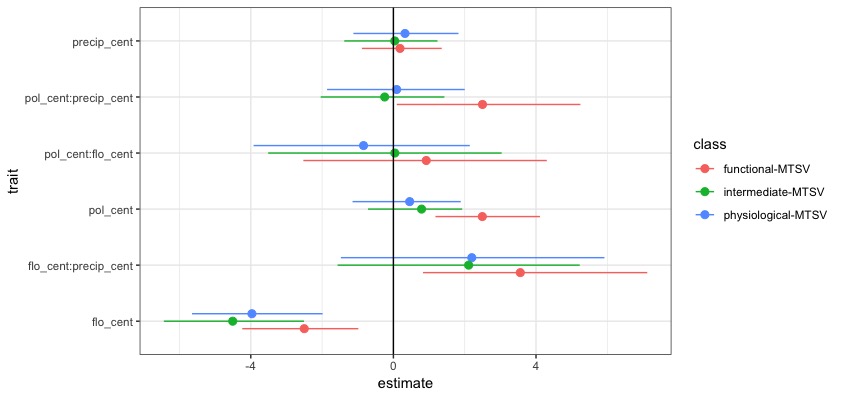 precip_cent
pol_cent:precip_cent
pol_cent:flo_cent
pol_cent
flo_cent:precip_cent
flo_cent
trait
-4
0
4
estimate
class
functional-MTSV
intermediate-MTSV
physiological-MTSV